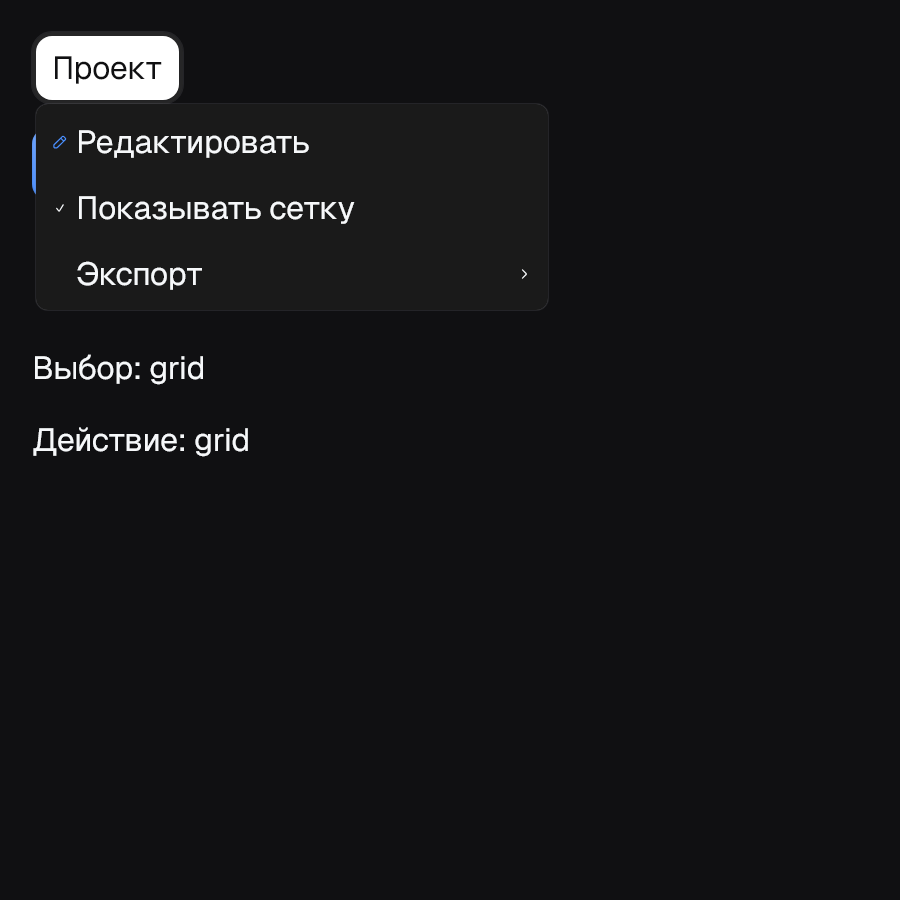 Проект
Редактировать
Показывать сетку
Экспорт
Выбор: grid
Действие: grid